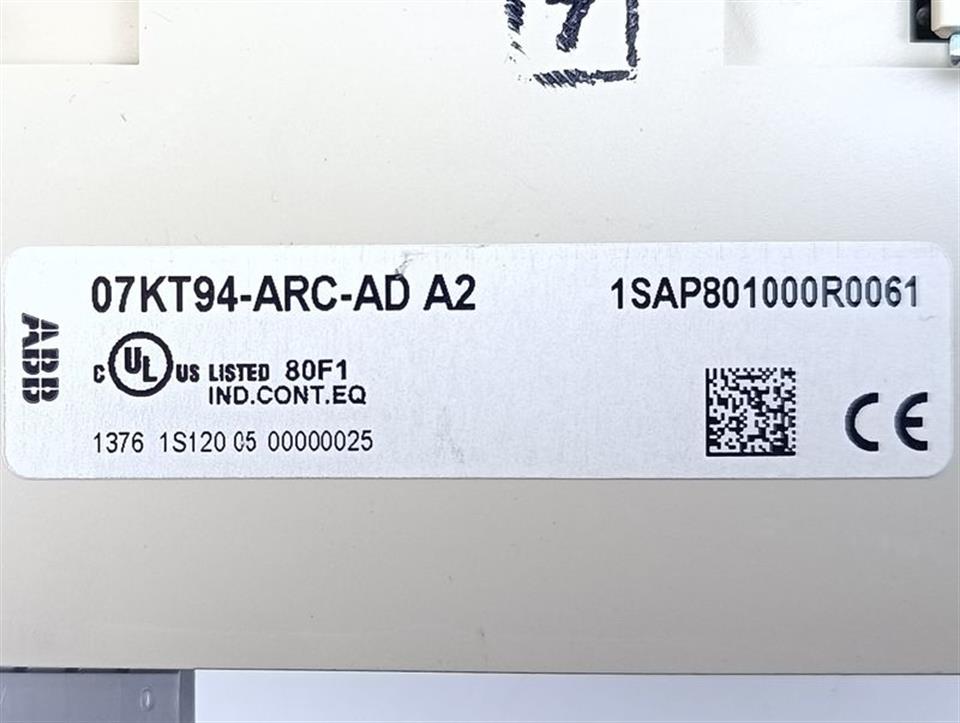 07KT94-ARC-AD A2
1SAP801000R0061
ABB
C UL US LISTED 80F1
IND.CONT.EQ
1376 1S120 05 00000025
CE